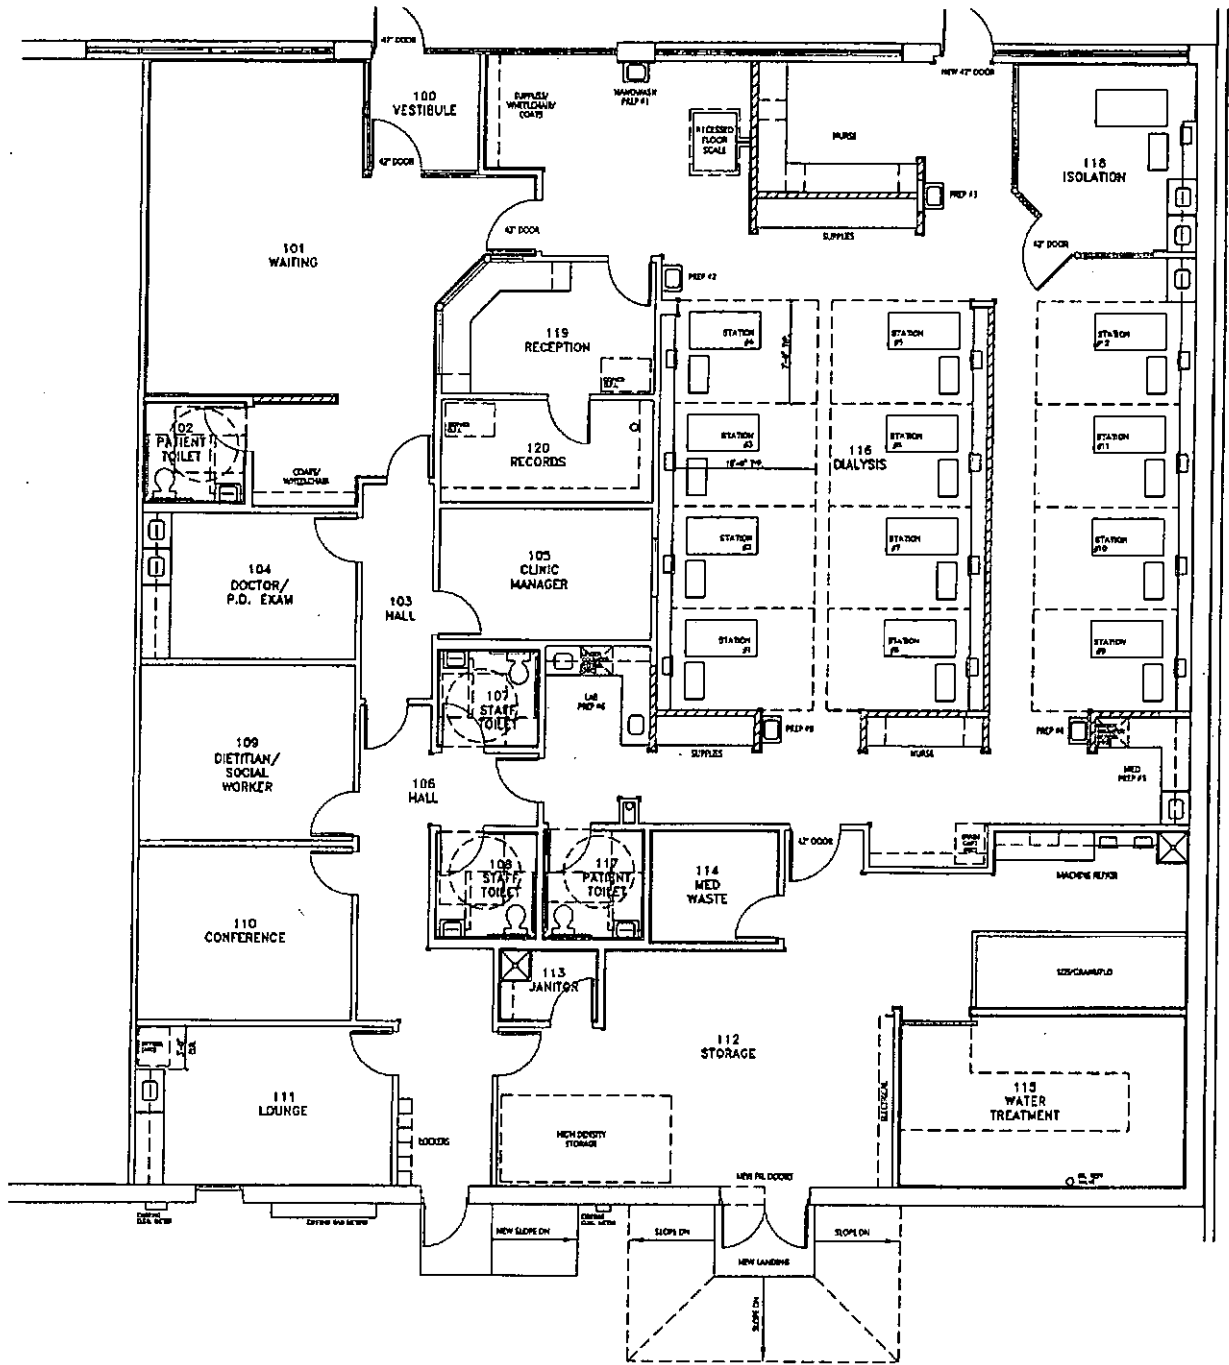 42" DOOR
NEW 42" DOOR
100
VESTIBULE
SUPPLIES/
WHEELCHAIR/
COATS
HANDWASH
PREP #1
RECESSED
FLOOR
SCALE
NURSE
118
ISOLATION
42" DOOR
PREP #3
42" DOOR
SUPPLIES
42" DOOR
101
WAITING
PREP #2
119
RECEPTION
STATION
#4
7'-8" TYP.
STATION
#5
STATION
#12
02
PATIENT
TOILET
COATS/
WHEELCHAIR
120
RECORDS
STATION
#3
116
DIALYSIS
STATION
#6
STATION
#11
104
DOCTOR/
P.D. EXAM
103
HALL
105
CLINIC
MANAGER
STATION
#2
STATION
#7
STATION
#10
STATION
#1
STATION
#8
STATION
#9
107
STAFF
TOILET
LAB
PREP #6
109
DIETITIAN/
SOCIAL
WORKER
SUPPLIES
NURSE
PREP #4
MED
PREP #5
106
HALL
42" DOOR
108
STAFF
TOILET
117
PATIENT
TOILET
114
MED
WASTE
110
CONFERENCE
113
JANITOR
112
STORAGE
ELECTRICAL
115
WATER
TREATMENT
111
LOUNGE
LOCKERS
HIGH DENSITY
STORAGE
NEW PR. DOORS
NEW SLOPE DN
SLOPE DN
SLOPE DN
NEW LANDING
SLOPE DN